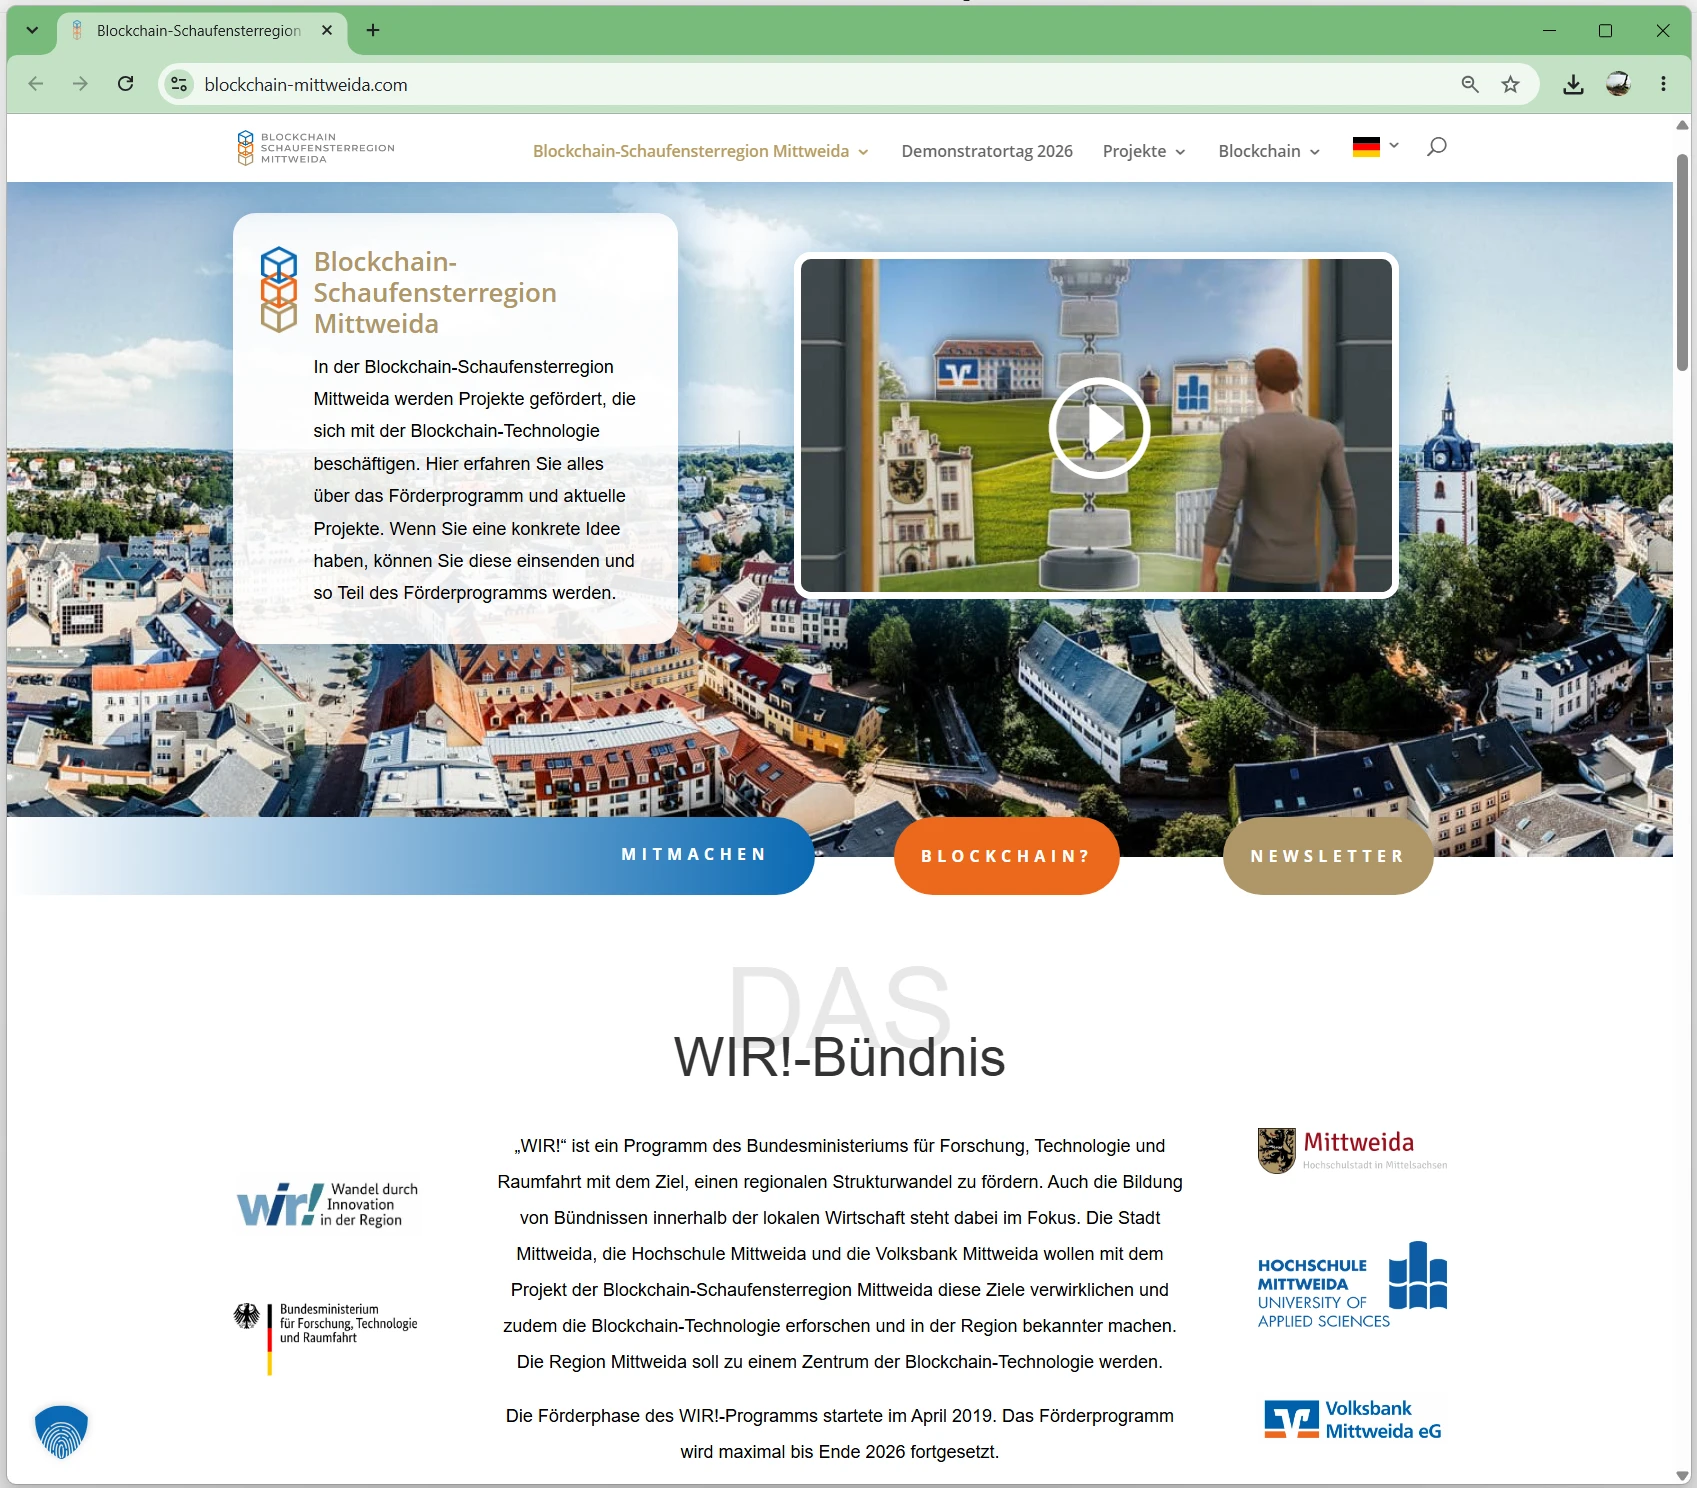 Blockchain-Schaufensterregion
blockchain-mittweida.com
BLOCKCHAIN
SCHAUFENSTERREGION
MITTWEIDA
Blockchain-Schaufensterregion Mittweida
Demonstratortag 2026
Projekte
Blockchain
Blockchain-
Schaufensterregion
Mittweida
In der Blockchain-Schaufensterregion
Mittweida werden Projekte gefördert, die
sich mit der Blockchain-Technologie
beschäftigen. Hier erfahren Sie alles
über das Förderprogramm und aktuelle
Projekte. Wenn Sie eine konkrete Idee
haben, können Sie diese einsenden und
so Teil des Förderprogramms werden.
MITMACHEN
BLOCKCHAIN?
NEWSLETTER
DAS
WIR!-Bündnis
„WIR!“ ist ein Programm des Bundesministeriums für Forschung, Technologie und
Raumfahrt mit dem Ziel, einen regionalen Strukturwandel zu fördern. Auch die Bildung
von Bündnissen innerhalb der lokalen Wirtschaft steht dabei im Fokus. Die Stadt
Mittweida, die Hochschule Mittweida und die Volksbank Mittweida wollen mit dem
Projekt der Blockchain-Schaufensterregion Mittweida diese Ziele verwirklichen und
zudem die Blockchain-Technologie erforschen und in der Region bekannter machen.
Die Region Mittweida soll zu einem Zentrum der Blockchain-Technologie werden.
Die Förderphase des WIR!-Programms startete im April 2019. Das Förderprogramm
wird maximal bis Ende 2026 fortgesetzt.
wir! Wandel durch
Innovation
in der Region
Bundesministerium
für Forschung, Technologie
und Raumfahrt
Mittweida
Hochschulstadt in Mittelsachsen
HOCHSCHULE
MITTWEIDA
UNIVERSITY OF
APPLIED SCIENCES
Volksbank
Mittweida eG